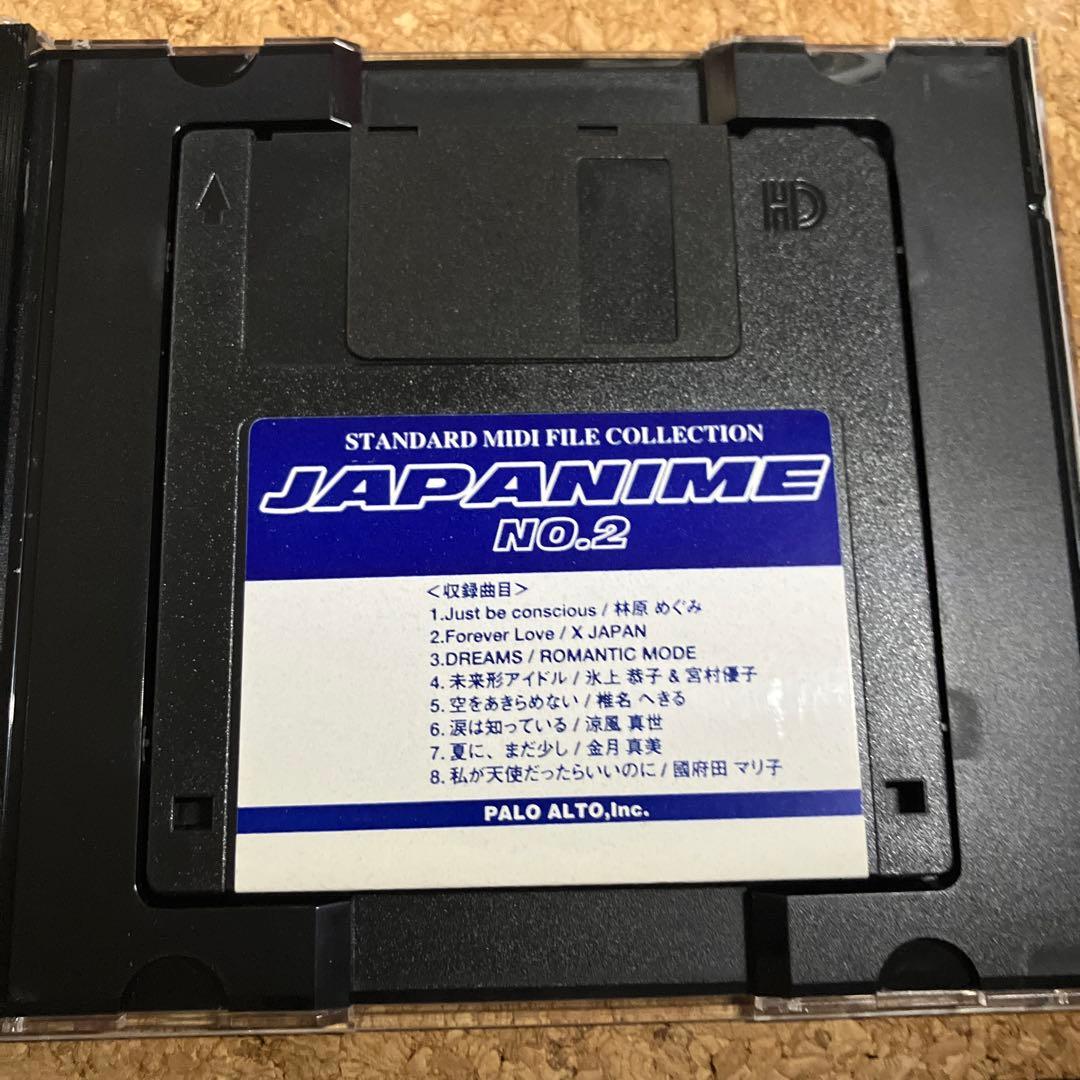 HD
STANDARD MIDI FILE COLLECTION
JAPANIME
NO.2
<収録曲目>
1.Just be conscious / 林原 めぐみ
2.Forever Love / X JAPAN
3.DREAMS / ROMANTIC MODE
4. 未来形アイドル / 氷上 恭子 & 宮村優子
5. 空をあきらめない / 椎名 へきる
6. 涙は知っている / 涼風 真世
7. 夏に、まだ少し / 金月 真美
8. 私が天使だったらいいのに / 國府田 マリ子
PALO ALTO,Inc.